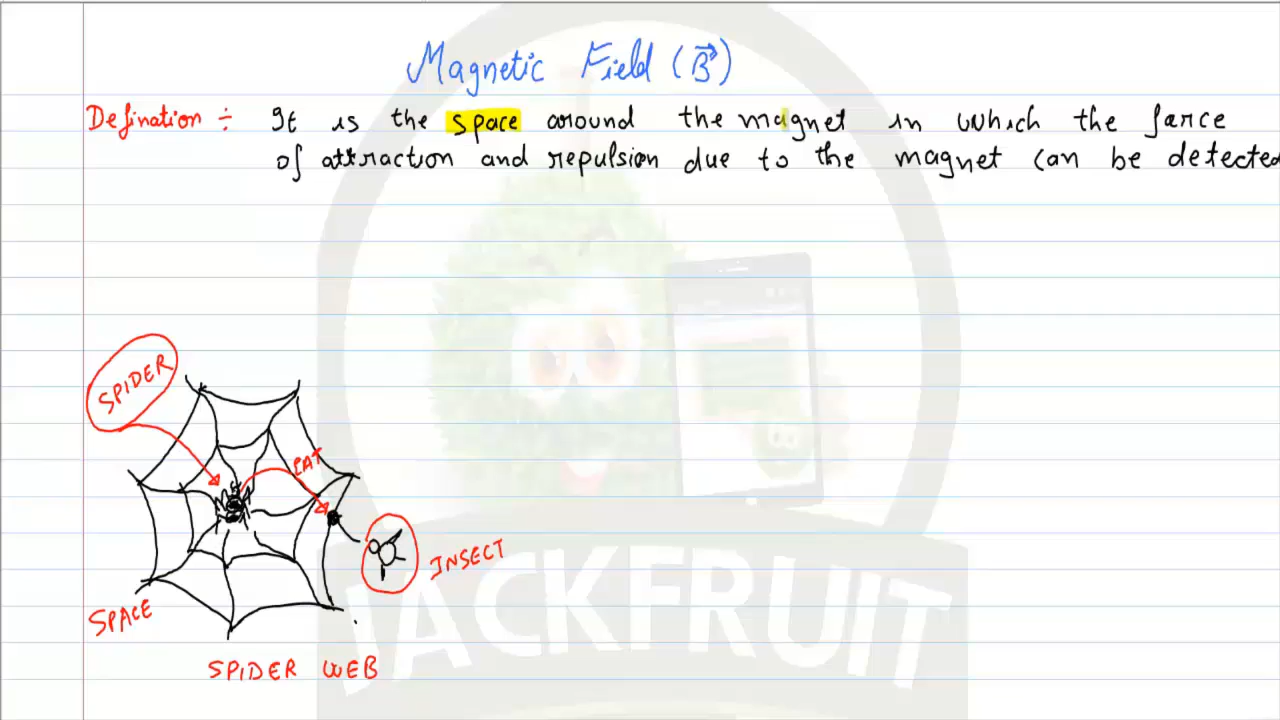 Magnetic Field (B⃗)
Defination ÷ It is the space around the magnet in which the force
of attraction and repulsion due to the magnet can be detected
SPIDER
EAT
INSECT
SPACE
SPIDER WEB
JACKFRUIT